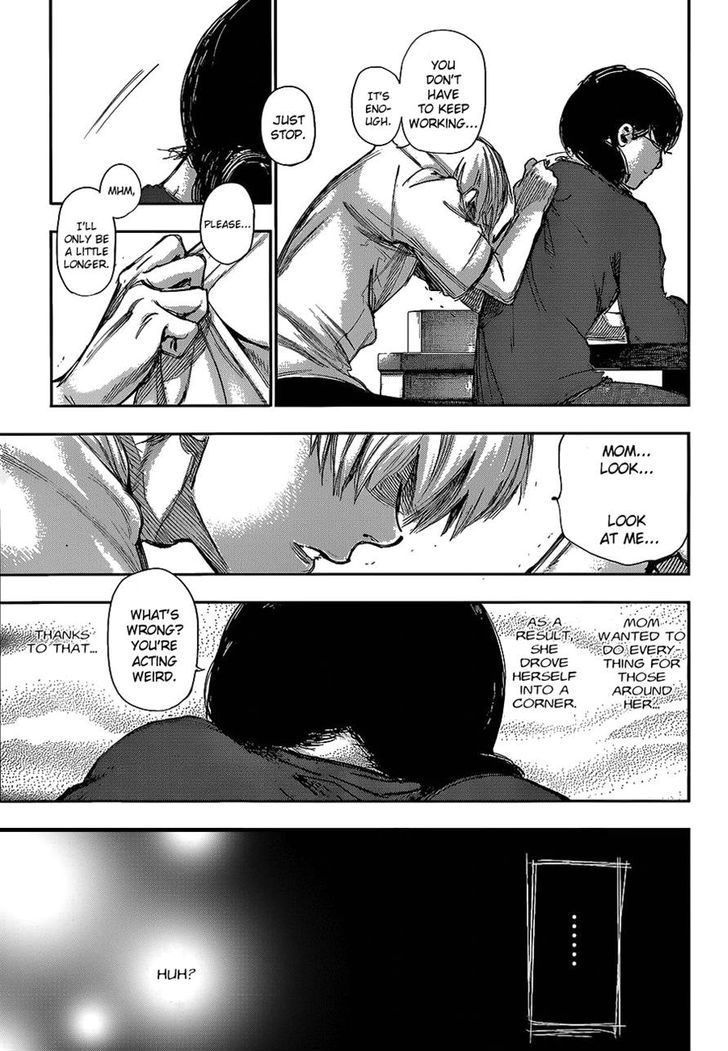 YOU
DON'T
HAVE
TO KEEP
WORKING...
IT'S
ENO-
UGH.
JUST
STOP.
PLEASE...
MHM,
I'LL
ONLY BE
A LITTLE
LONGER.
MOM...
LOOK...
LOOK
AT ME...
MOM
WANTED TO
DO EVERY
THING FOR
THOSE
AROUND
HER...
AS A
RESULT,
SHE
DROVE
HERSELF
INTO A
CORNER.
WHAT'S
WRONG?
YOU'RE
ACTING
WEIRD.
THANKS
TO THAT...
......
HUH?